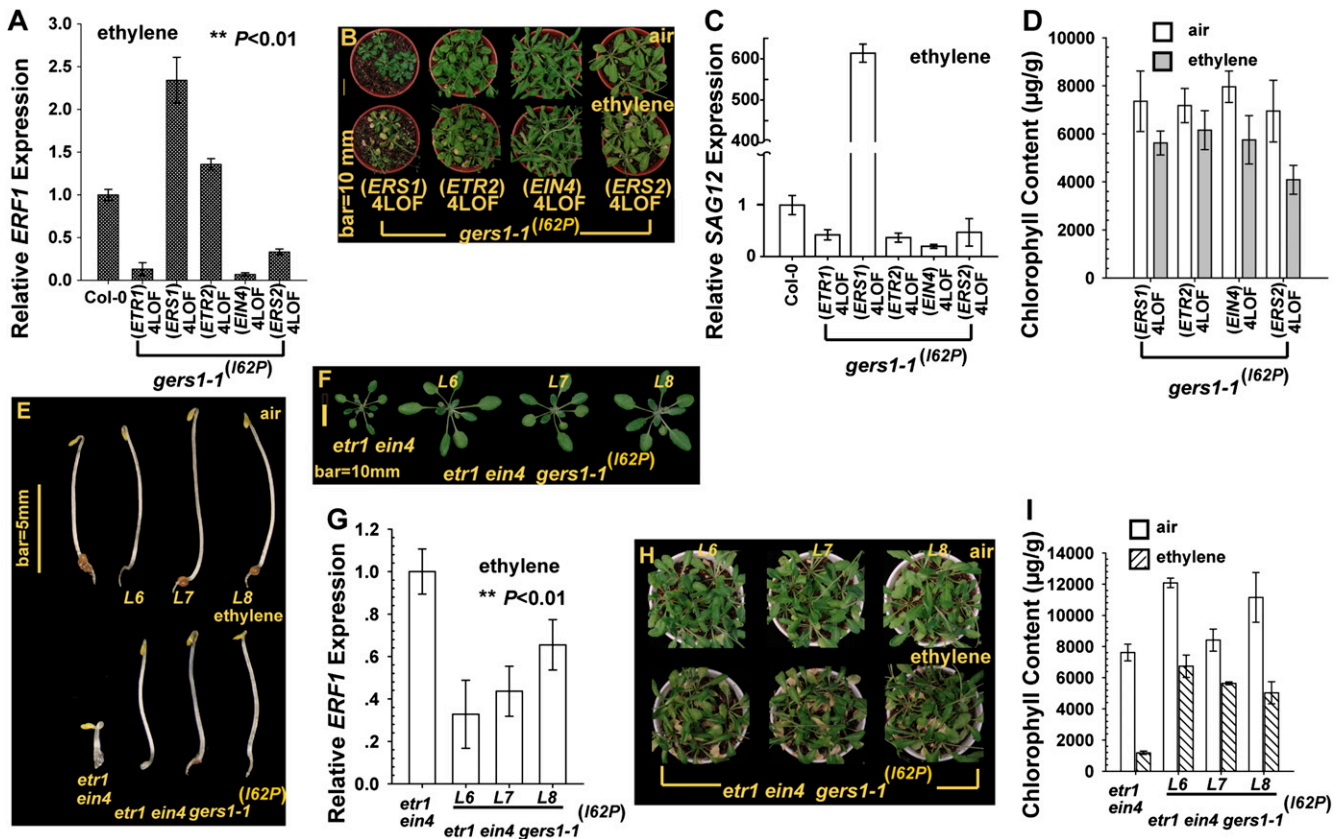 A
ethylene
** P<0.01
Relative ERF1 Expression
3.0
2.5
2.0
1.5
1.0
0.5
0.0
Col-0
(ETR1)
4LOF
(ERS1)
4LOF
(ETR2)
4LOF
(EIN4)
4LOF
(ERS2)
4LOF
gers1-1(I62P)
B
air
ethylene
bar=10 mm
(ERS1) (ETR2) (EIN4) (ERS2)
4LOF 4LOF 4LOF 4LOF
gers1-1(I62P)
C
ethylene
Relative SAG12 Expression
600
500
400
1
0
Col-0
(ETR1)
4LOF
(ERS1)
4LOF
(ETR2)
4LOF
(EIN4)
4LOF
(ERS2)
4LOF
gers1-1(I62P)
D
air
ethylene
Chlorophyll Content (µg/g)
10000
8000
6000
4000
2000
0
(ERS1)
4LOF
(ETR2)
4LOF
(EIN4)
4LOF
(ERS2)
4LOF
gers1-1(I62P)
E
air
bar=5mm
L6 L7 L8
ethylene
etr1
ein4
etr1 ein4 gers1-1(I62P)
F
L6 L7 L8
etr1 ein4
bar=10mm
etr1 ein4 gers1-1(I62P)
G
ethylene
** P<0.01
Relative ERF1 Expression
1.2
1.0
.8
.6
.4
.2
0.0
etr1
ein4
L6 L7 L8
etr1 ein4 gers1-1(I62P)
H
L6 L7 L8 air
ethylene
etr1 ein4 gers1-1(I62P)
I
air
ethylene
Chlorophyll Content (µg/g)
14000
12000
10000
8000
6000
4000
2000
0
etr1
ein4
L6 L7 L8
etr1 ein4 gers1-1(I62P)